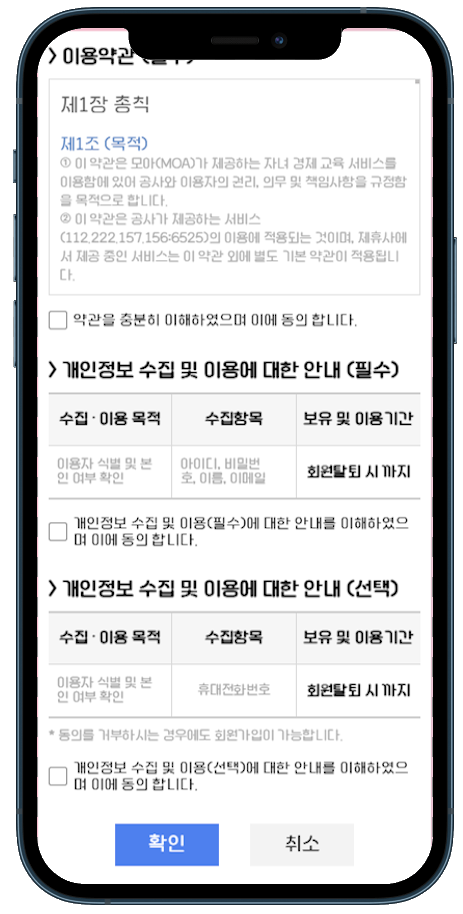 > 이용약관 (필수)
제1장 총칙
제1조 (목적)
① 이 약관은 모아(MOA)가 제공하는 자녀 경제 교육 서비스를
이용함에 있어 공사와 이용자의 권리, 의무 및 책임사항을 규정함
을 목적으로 합니다.
② 이 약관은 공사가 제공하는 서비스
(112,222,157,156:6525)의 이용에 적용되는 것이며, 제휴사에
서 제공 중인 서비스는 이 약관 외에 별도 기본 약관이 적용됩니
다.
약관을 충분히 이해하였으며 이에 동의 합니다.
> 개인정보 수집 및 이용에 대한 안내 (필수)
수집 · 이용 목적 수집항목 보유 및 이용기간
이용자 식별 및 본
인 여부 확인
아이디, 비밀번
호, 이름, 이메일
회원탈퇴 시 까지
개인정보 수집 및 이용(필수)에 대한 안내를 이해하였으
며 이에 동의 합니다.
> 개인정보 수집 및 이용에 대한 안내 (선택)
수집 · 이용 목적 수집항목 보유 및 이용기간
이용자 식별 및 본
인 여부 확인
휴대전화번호
회원탈퇴 시 까지
* 동의를 거부하시는 경우에도 회원가입이 가능합니다.
개인정보 수집 및 이용(선택)에 대한 안내를 이해하였으
며 이에 동의 합니다.
확인 취소